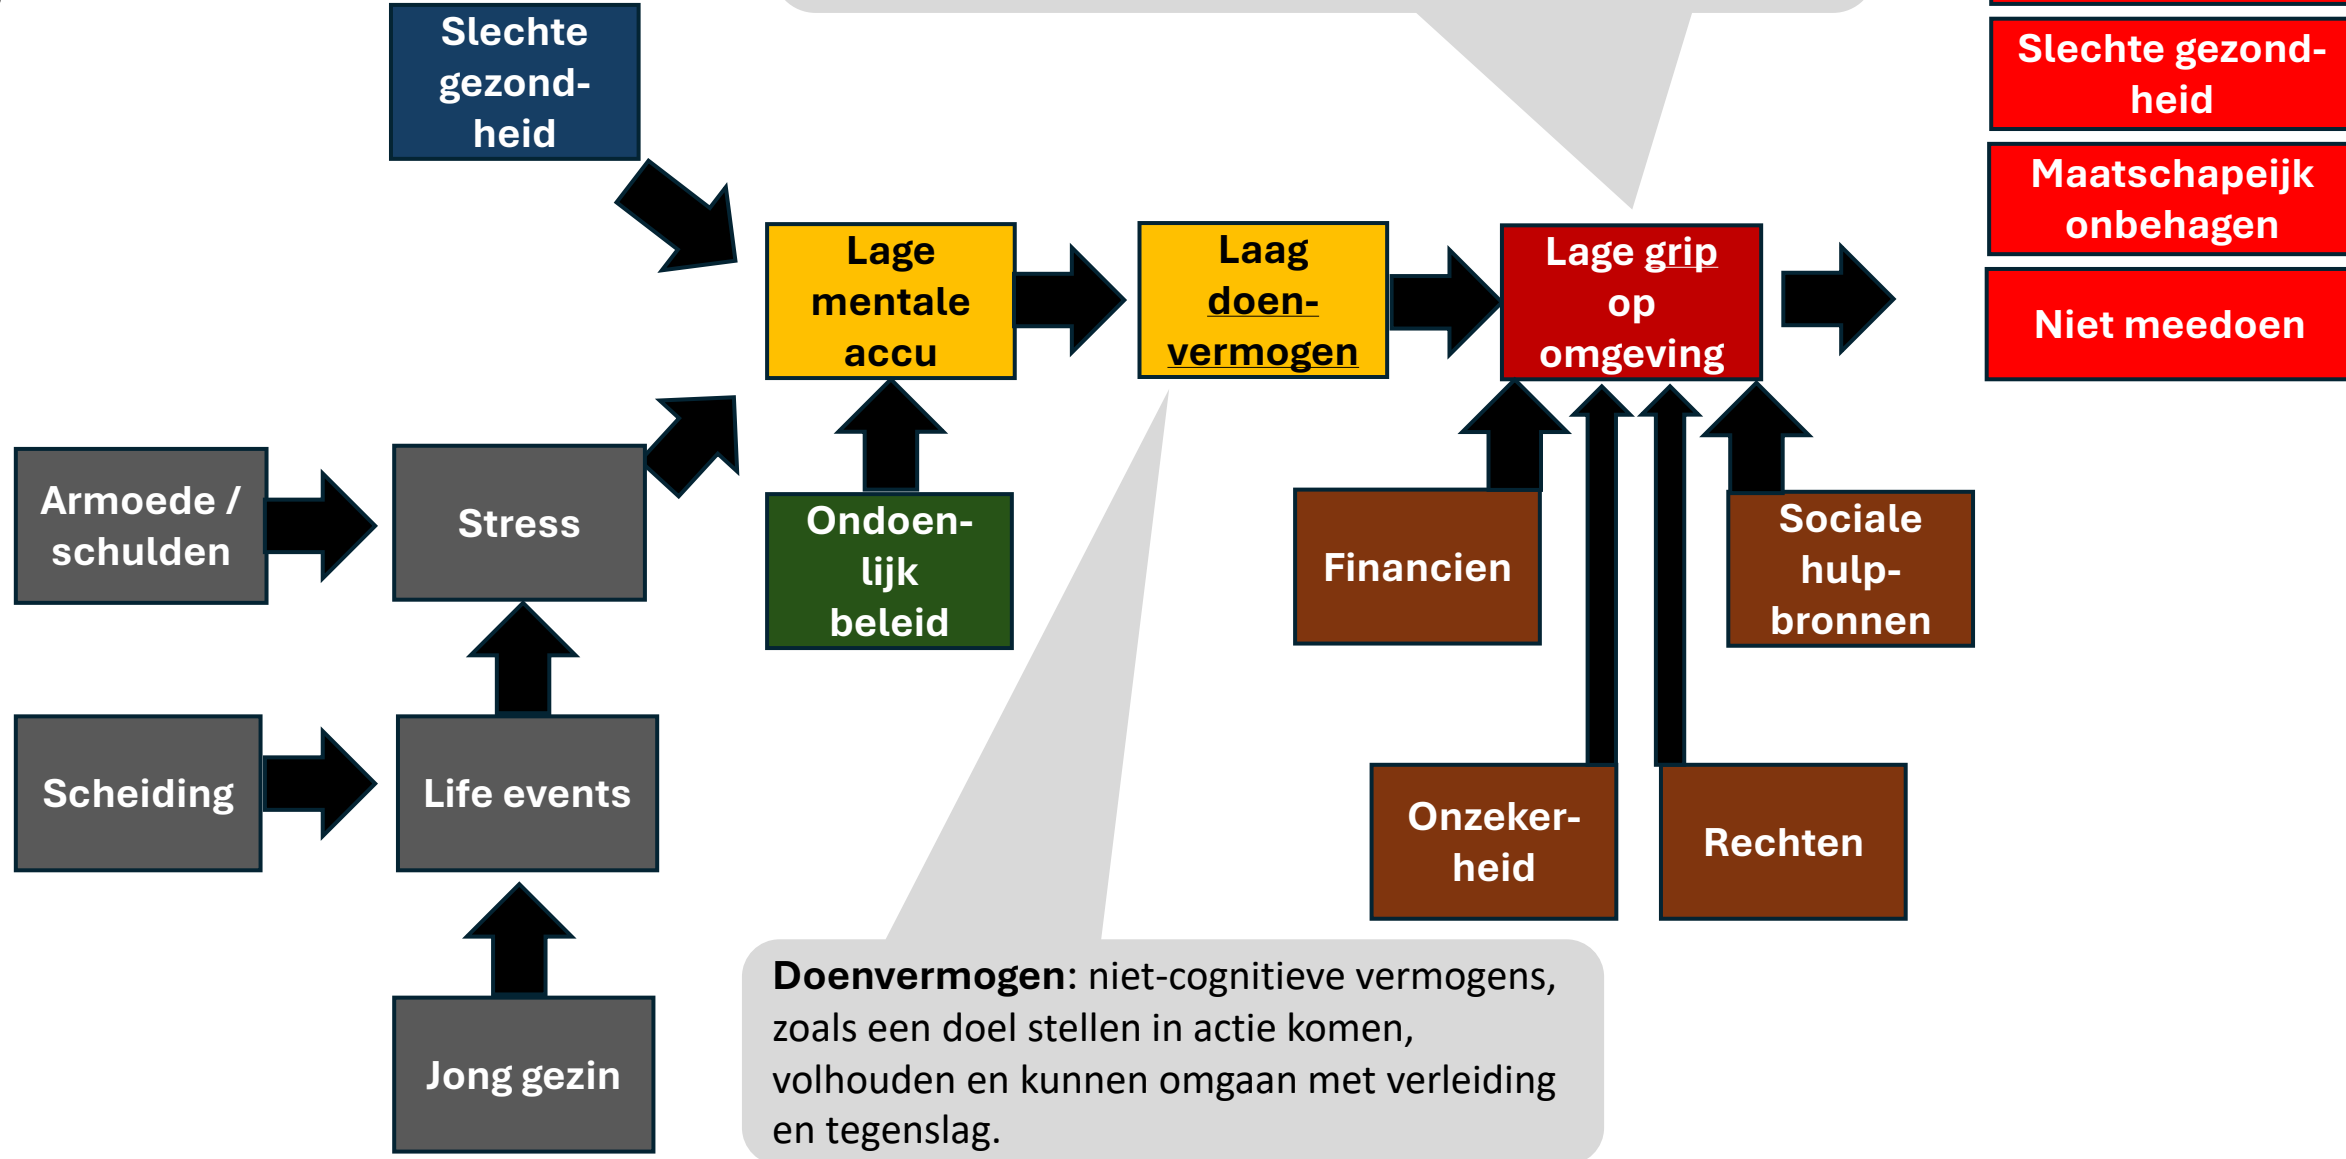 Slechte
gezond-
heid
Slechte gezond-
heid
Maatschapeijk
onbehagen
Niet meedoen
Lage
mentale
accu
Laag
doen-
vermogen
Lage grip
op
omgeving
Armoede /
schulden
Stress
Ondoen-
lijk
beleid
Financien
Sociale
hulp-
bronnen
Scheiding
Life events
Onzeker-
heid
Rechten
Jong gezin
Doenvermogen: niet-cognitieve vermogens,
zoals een doel stellen in actie komen,
volhouden en kunnen omgaan met verleiding
en tegenslag.